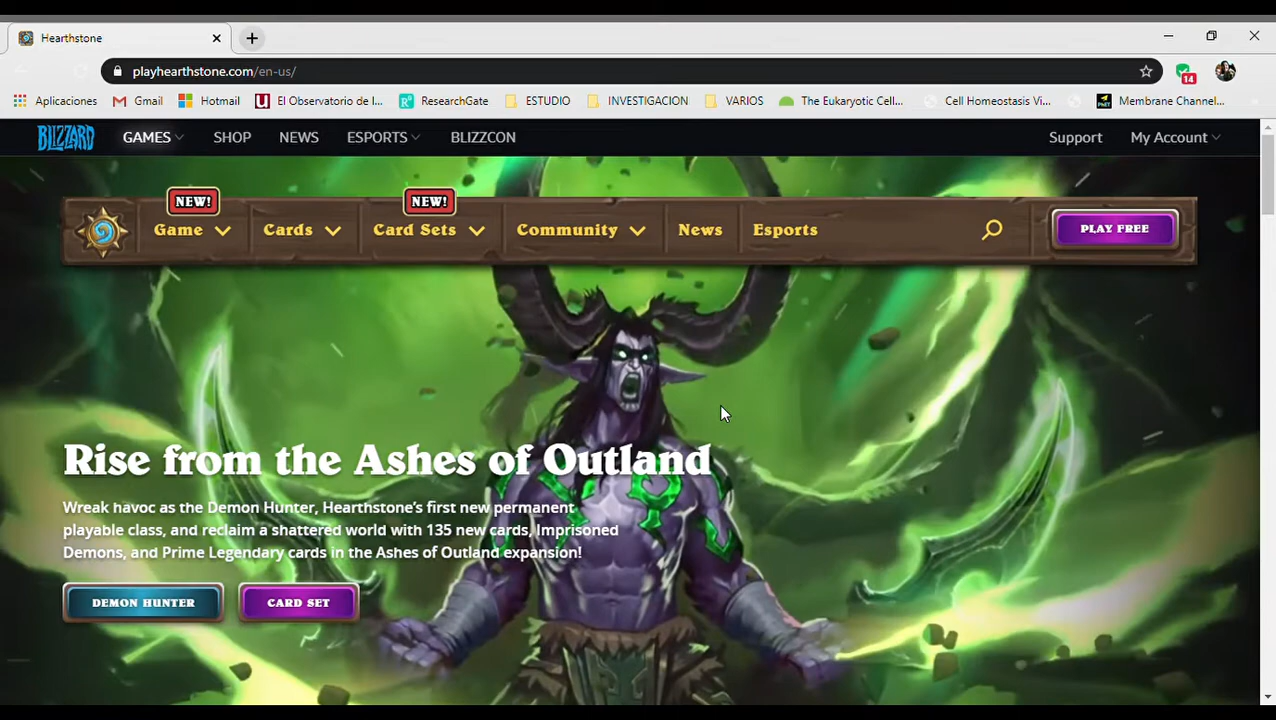 Hearthstone
playhearthstone.com/en-us/
14
Aplicaciones Gmail Hotmail El Observatorio de l... ResearchGate ESTUDIO INVESTIGACION VARIOS The Eukaryotic Cell... Cell Homeostasis Vi... Membrane Channel...
BLIZZARD GAMES SHOP NEWS ESPORTS BLIZZCON Support My Account
NEW! NEW!
Game Cards Card Sets Community News Esports PLAY FREE
Rise from the Ashes of Outland
Wreak havoc as the Demon Hunter, Hearthstone's first new permanent
playable class, and reclaim a shattered world with 135 new cards, Imprisoned
Demons, and Prime Legendary cards in the Ashes of Outland expansion!
DEMON HUNTER CARD SET